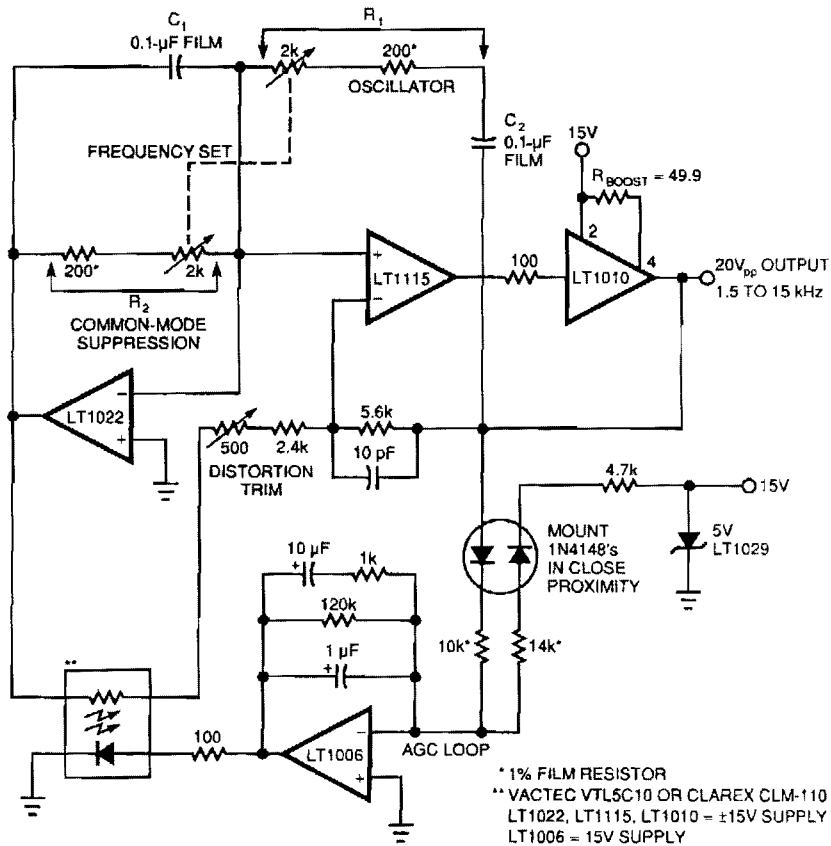 C1
0.1-µF FILM
R1
2k
200*
OSCILLATOR
C2
0.1-µF
FILM
15V
RBOOST = 49.9
FREQUENCY SET
2
4
200*
2k
R2
COMMON-MODE
SUPPRESSION
+
−
LT1115
100
LT1010
20Vpp OUTPUT
1.5 TO 15 kHz
LT1022
−
+
500
DISTORTION
TRIM
2.4k
5.6k
10 pF
4.7k
15V
MOUNT
1N4148's
IN CLOSE
PROXIMITY
5V
LT1029
10 µF
+
1k
120k
1 µF
+
10k*
14k*
**
100
LT1006
−
+
AGC LOOP
* 1% FILM RESISTOR
** VACTEC VTL5C10 OR CLAREX CLM-110
LT1022, LT1115, LT1010 = ±15V SUPPLY
LT1006 = 15V SUPPLY